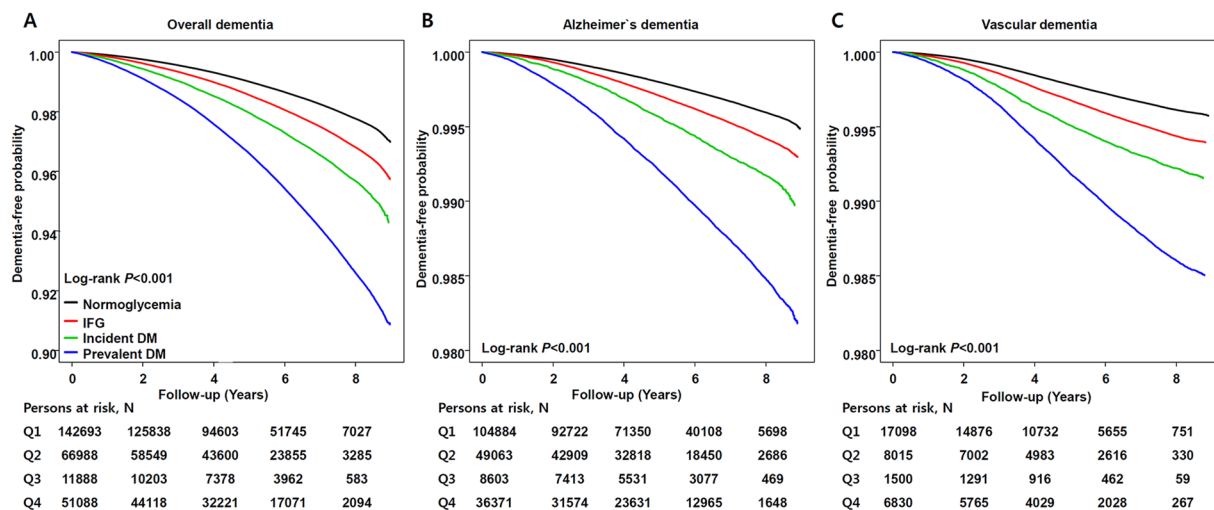 A
Overall dementia
Dementia-free probability
1.00
0.98
0.96
0.94
0.92
0.90
Log-rank P<0.001
Normoglycemia
IFG
Incident DM
Prevalent DM
0 2 4 6 8
Follow-up (Years)
Persons at risk, N
Q1 142693 125838 94603 51745 7027
Q2 66988 58549 43600 23855 3285
Q3 11888 10203 7378 3962 583
Q4 51088 44118 32221 17071 2094
B
Alzheimer`s dementia
Dementia-free probability
1.000
0.995
0.990
0.985
0.980
Log-rank P<0.001
0 2 4 6 8
Follow-up (Years)
Persons at risk, N
Q1 104884 92722 71350 40108 5698
Q2 49063 42909 32818 18450 2686
Q3 8603 7413 5531 3077 469
Q4 36371 31574 23631 12965 1648
C
Vascular dementia
Dementia-free probability
1.000
0.995
0.990
0.985
0.980
Log-rank P<0.001
0 2 4 6 8
Follow-up (Years)
Persons at risk, N
Q1 17098 14876 10732 5655 751
Q2 8015 7002 4983 2616 330
Q3 1500 1291 916 462 59
Q4 6830 5765 4029 2028 267